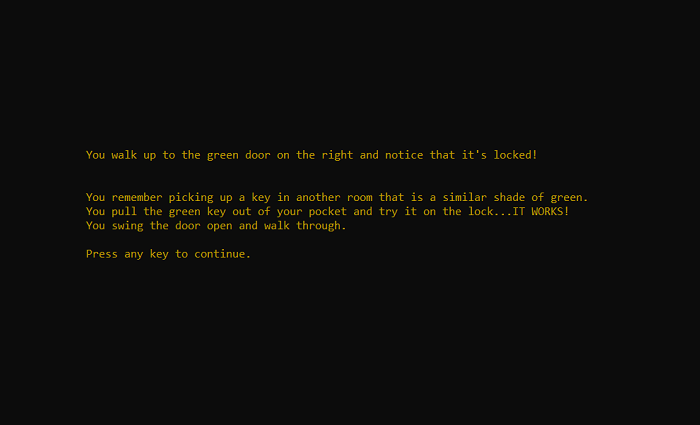 You walk up to the green door on the right and notice that it's locked!
You remember picking up a key in another room that is a similar shade of green.
You pull the green key out of your pocket and try it on the lock...IT WORKS!
You swing the door open and walk through.
Press any key to continue.